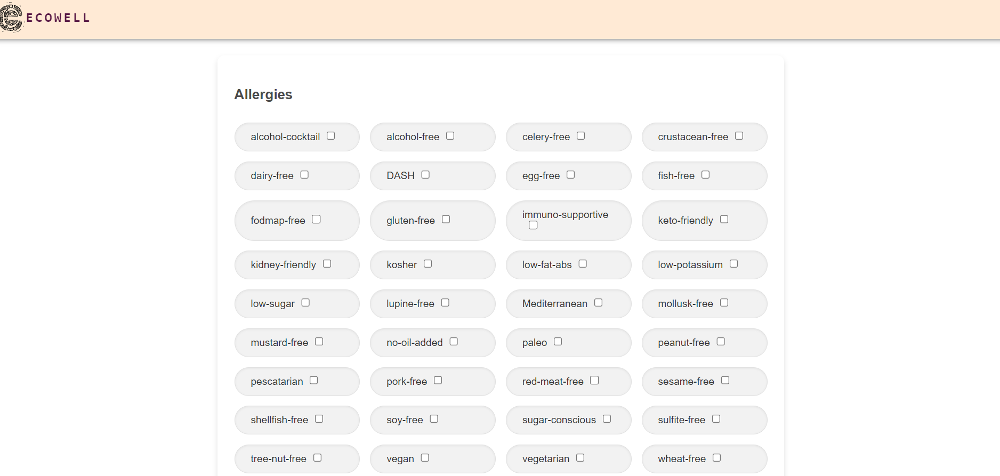 ECOWELL
Allergies
alcohol-cocktail
alcohol-free
celery-free
crustacean-free
dairy-free
DASH
egg-free
fish-free
fodmap-free
gluten-free
immuno-supportive
keto-friendly
kidney-friendly
kosher
low-fat-abs
low-potassium
low-sugar
lupine-free
Mediterranean
mollusk-free
mustard-free
no-oil-added
paleo
peanut-free
pescatarian
pork-free
red-meat-free
sesame-free
shellfish-free
soy-free
sugar-conscious
sulfite-free
tree-nut-free
vegan
vegetarian
wheat-free